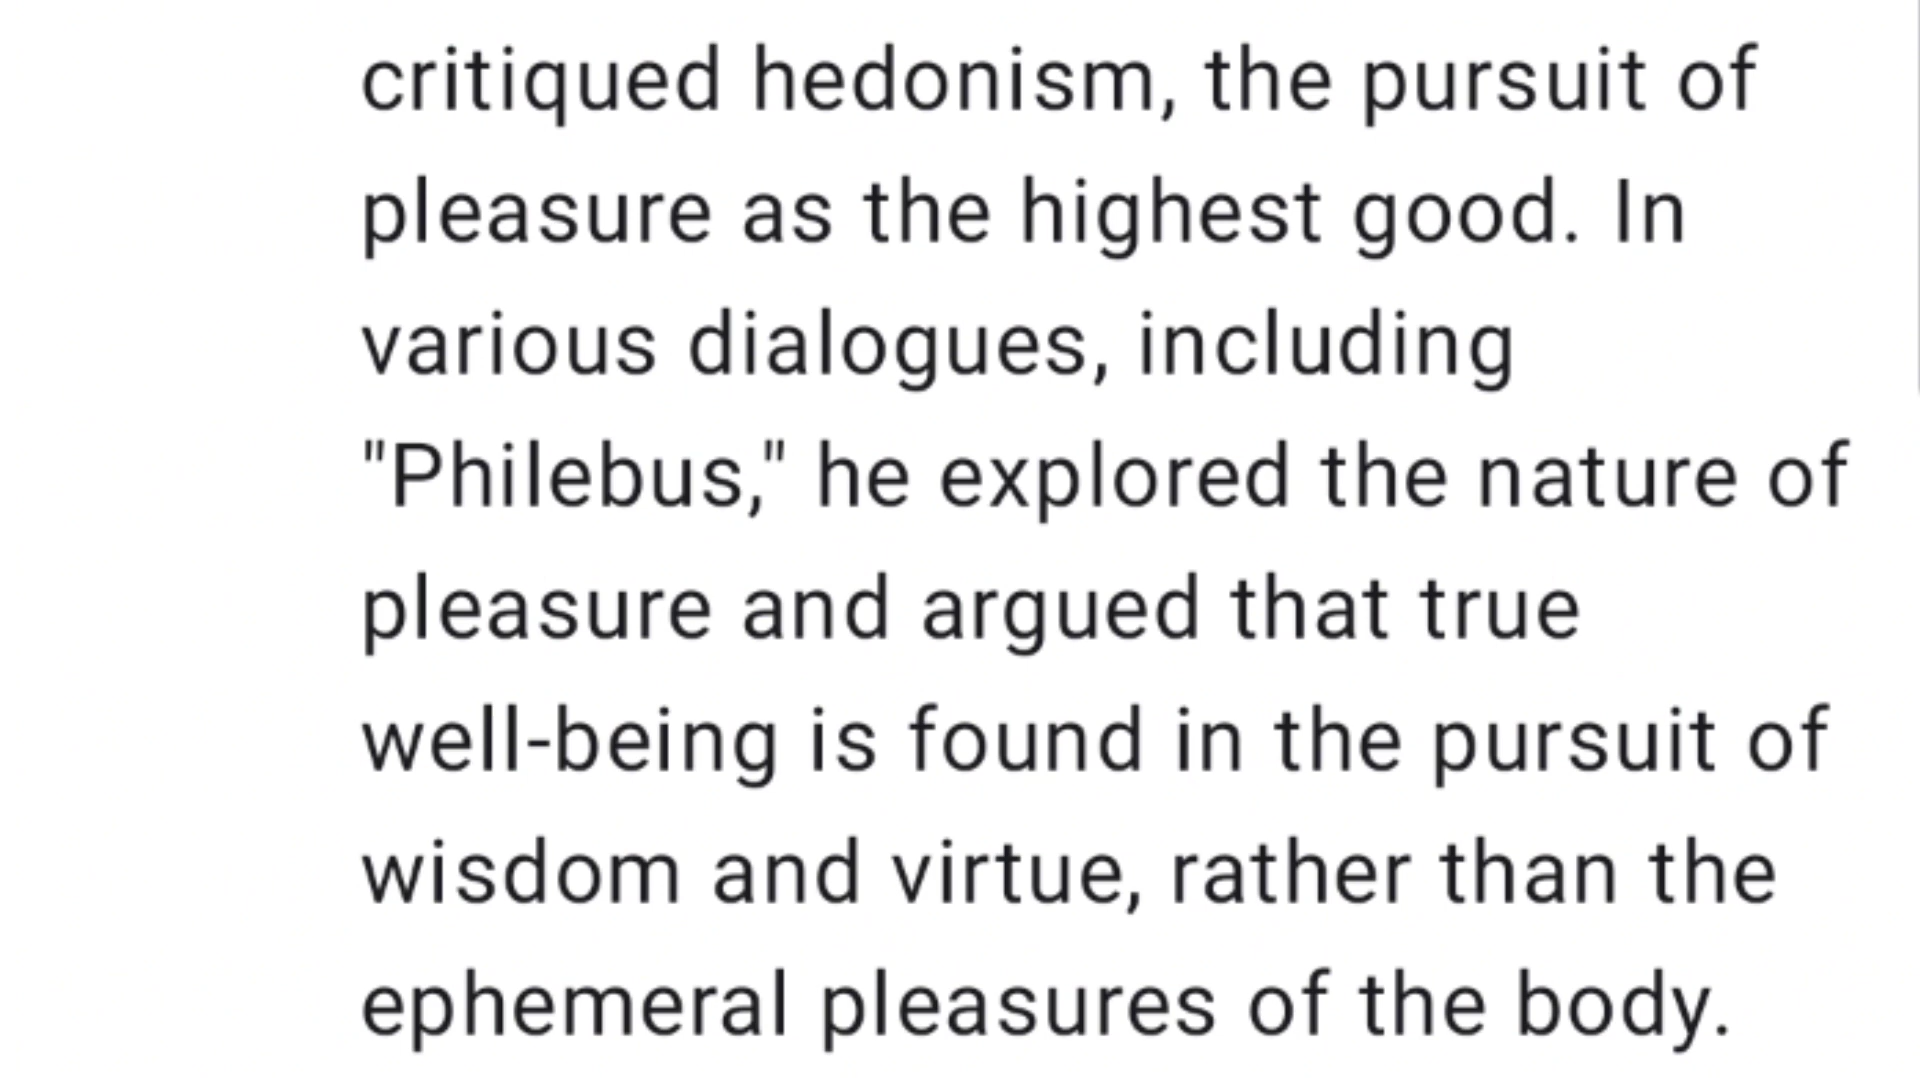 critiqued hedonism, the pursuit of
pleasure as the highest good. In
various dialogues, including
"Philebus," he explored the nature of
pleasure and argued that true
well-being is found in the pursuit of
wisdom and virtue, rather than the
ephemeral pleasures of the body.